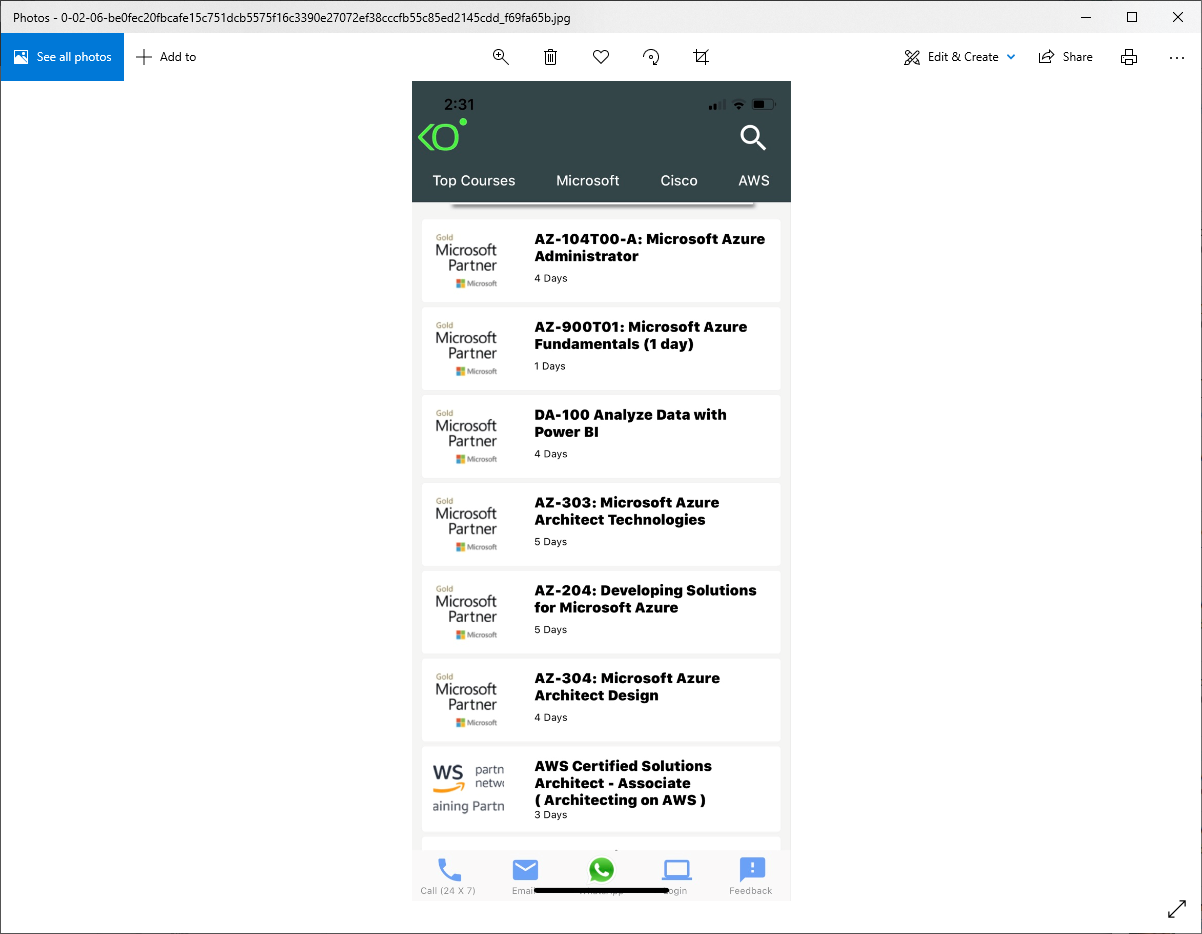 Photos - 0-02-06-be0fec20fbcafe15c751dcb5575f16c3390e27072ef38cccfb55c85ed2145cdd_f69fa65b.jpg
See all photos
Add to
Edit & Create
Share
2:31
Top Courses Microsoft Cisco AWS
Gold
Microsoft
Partner
Microsoft
AZ-104T00-A: Microsoft Azure
Administrator
4 Days
Gold
Microsoft
Partner
Microsoft
AZ-900T01: Microsoft Azure
Fundamentals (1 day)
1 Days
Gold
Microsoft
Partner
Microsoft
DA-100 Analyze Data with
Power BI
4 Days
Gold
Microsoft
Partner
Microsoft
AZ-303: Microsoft Azure
Architect Technologies
5 Days
Gold
Microsoft
Partner
Microsoft
AZ-204: Developing Solutions
for Microsoft Azure
5 Days
Gold
Microsoft
Partner
Microsoft
AZ-304: Microsoft Azure
Architect Design
4 Days
WS partn
netwo
aining Partn
AWS Certified Solutions
Architect - Associate
( Architecting on AWS )
3 Days
Call (24 X 7)
Email
Feedback